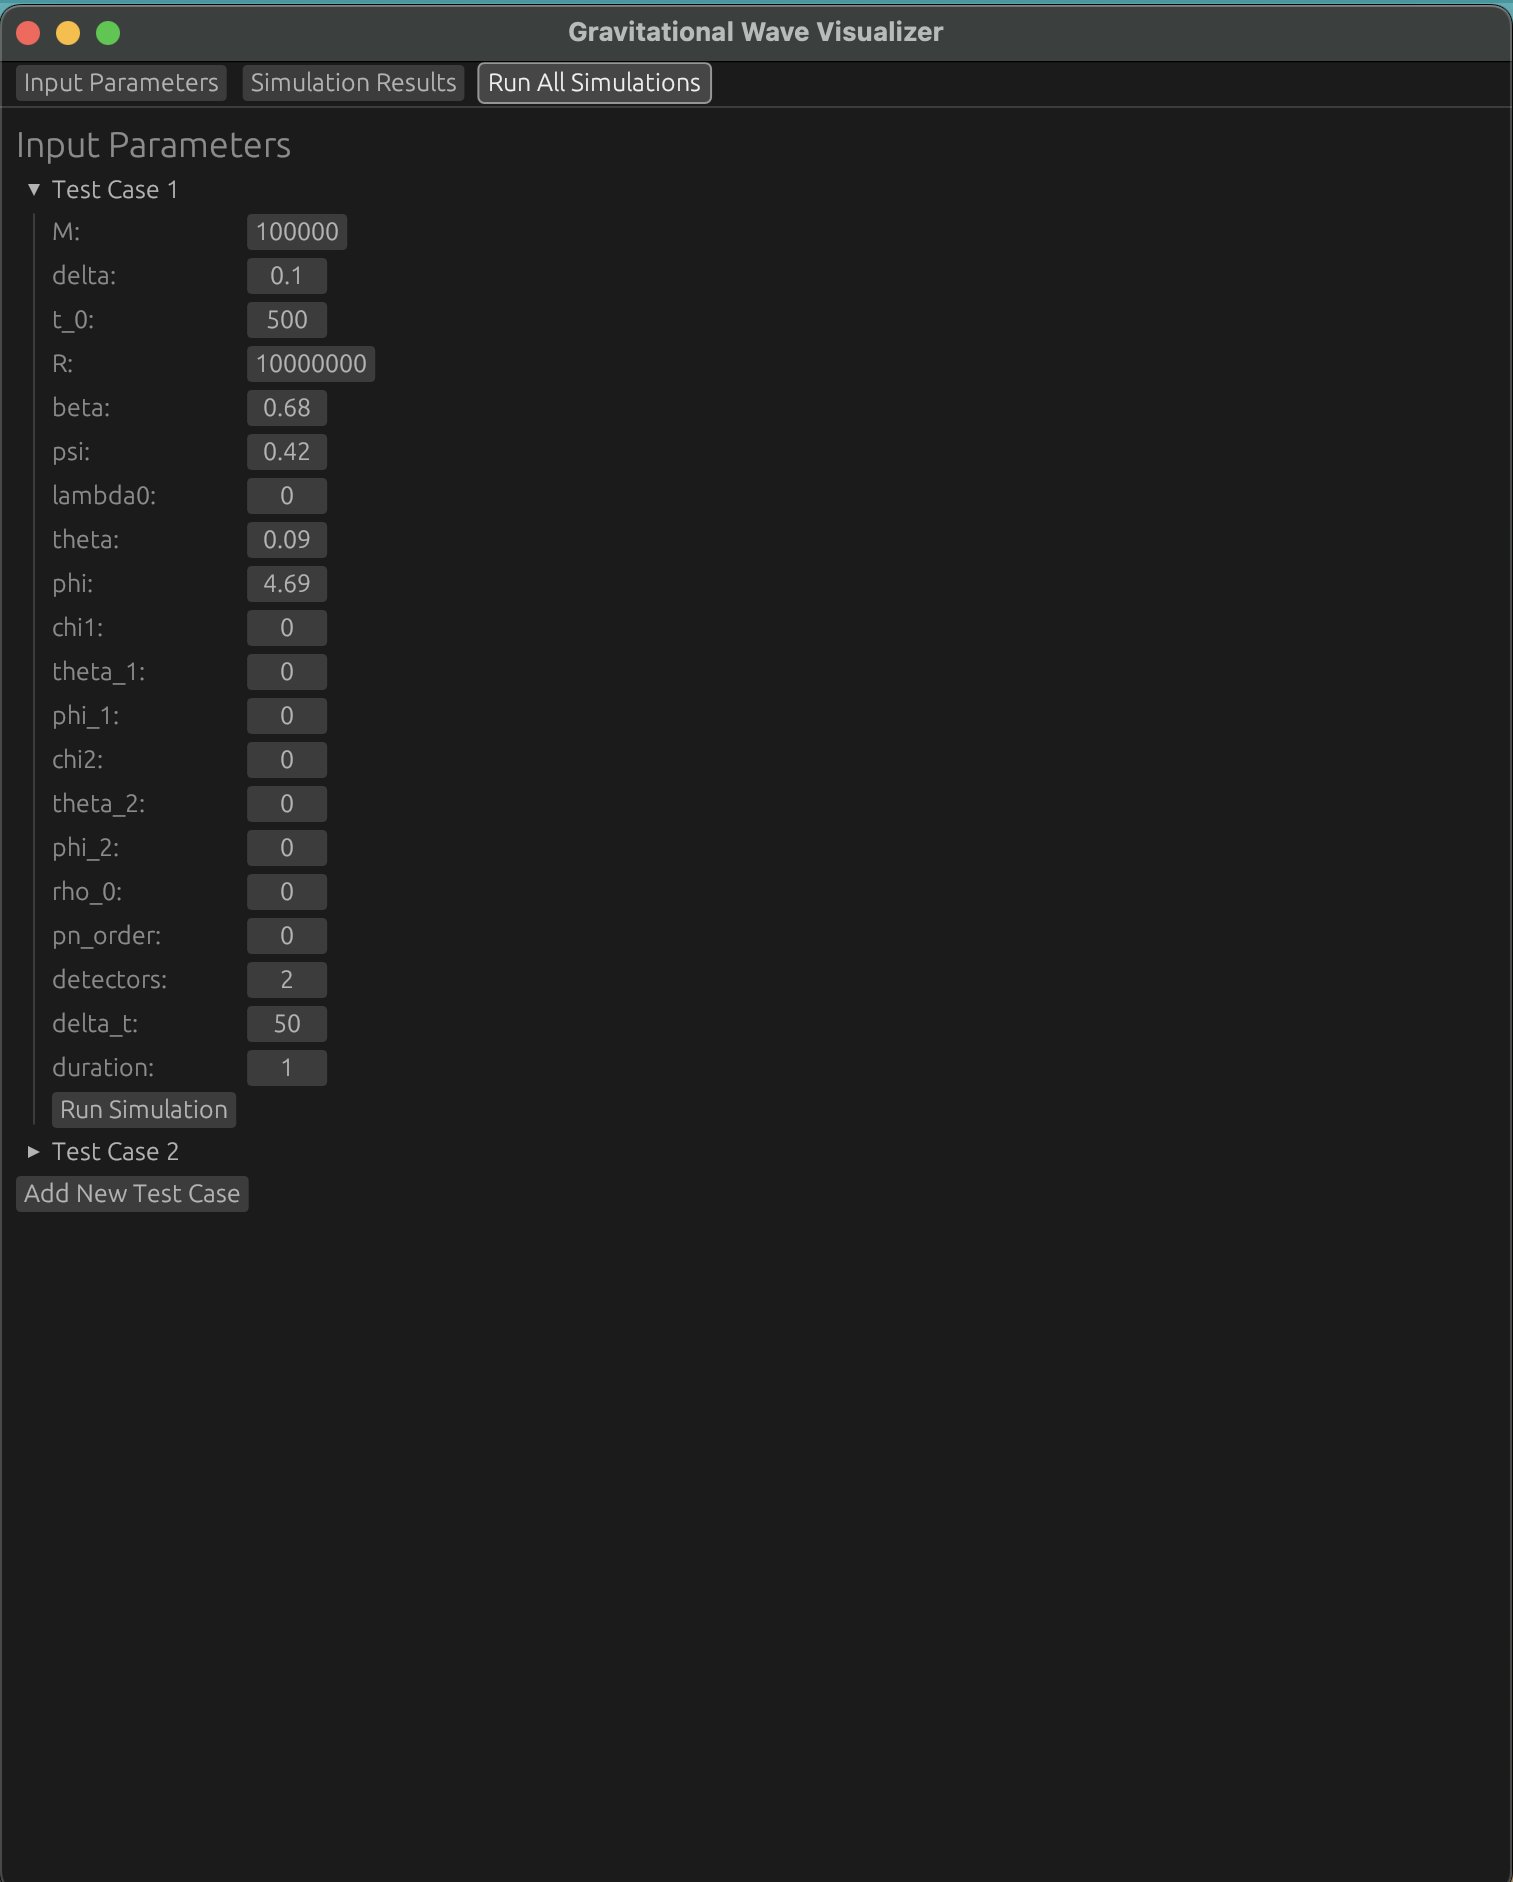 Gravitational Wave Visualizer
Input Parameters Simulation Results Run All Simulations
Input Parameters
▼ Test Case 1
M: 100000
delta: 0.1
t_0: 500
R: 10000000
beta: 0.68
psi: 0.42
lambda0: 0
theta: 0.09
phi: 4.69
chi1: 0
theta_1: 0
phi_1: 0
chi2: 0
theta_2: 0
phi_2: 0
rho_0: 0
pn_order: 0
detectors: 2
delta_t: 50
duration: 1
Run Simulation
▶ Test Case 2
Add New Test Case